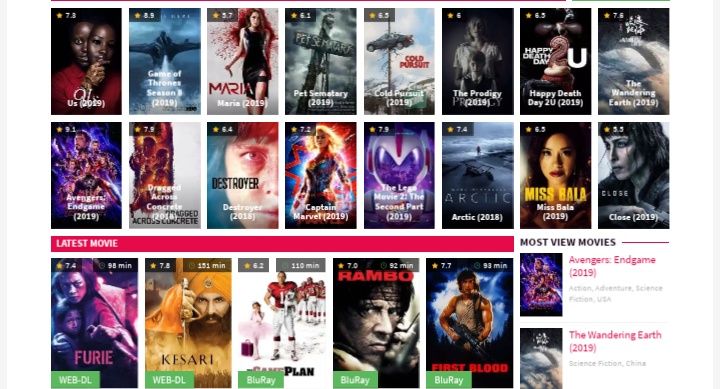 7.3
8.9
5.7
6.1
6.5
6
6.5
7.6
Us (2019)
Game of
Thrones
Season 8
(2019)
MARIA
Maria (2019)
PET SEMATARY
Pet Sematary
(2019)
COLD
PURSUIT
Cold Pursuit
(2019)
The Prodigy
(2019)
PRODIGY
HAPPY
DEATH
DAY
2U
Happy Death
Day 2U (2019)
The
Wandering
Earth (2019)
9.1
7.9
6.4
7.2
7.9
7.4
6.5
5.5
Avengers:
Endgame
(2019)
Dragged
Across
Concrete
DRAGGED
ACROSS CONCRETE
DESTROYER
Destroyer
(2018)
Captain
Marvel (2019)
The Lego
Movie 2: The
Second Part
(2019)
ARCTIC
Arctic (2018)
MISS BALA
Miss Bala
(2019)
CLOSE
Close (2019)
LATEST MOVIE
MOST VIEW MOVIES
7.4
98 min
FURIE
WEB-DL
7.8
151 min
KESARI
WEB-DL
6.2
110 min
GAME PLAN
BluRay
7.0
92 min
RAMBO
BluRay
7.7
93 min
FIRST BLOOD
BluRay
Avengers: Endgame
(2019)
Action, Adventure, Science
Fiction, USA
The Wandering Earth
(2019)
Science Fiction, China